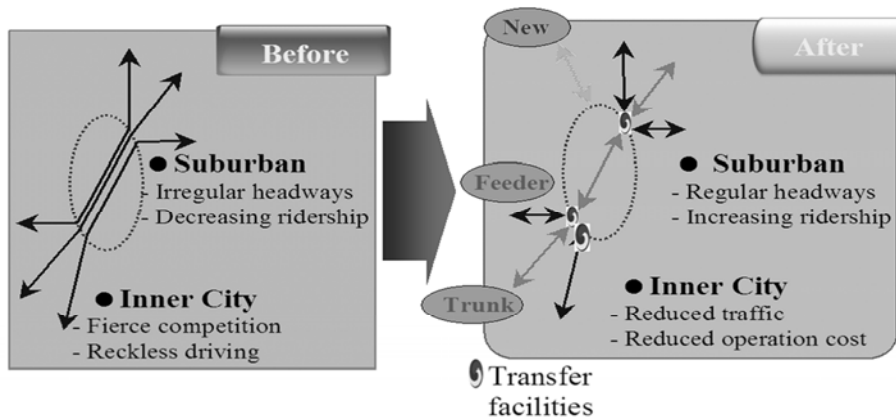 Before
● Suburban
- Irregular headways
- Decreasing ridership
● Inner City
- Fierce competition
- Reckless driving
New
After
Feeder
Trunk
● Suburban
- Regular headways
- Increasing ridership
● Inner City
- Reduced traffic
- Reduced operation cost
Transfer
facilities